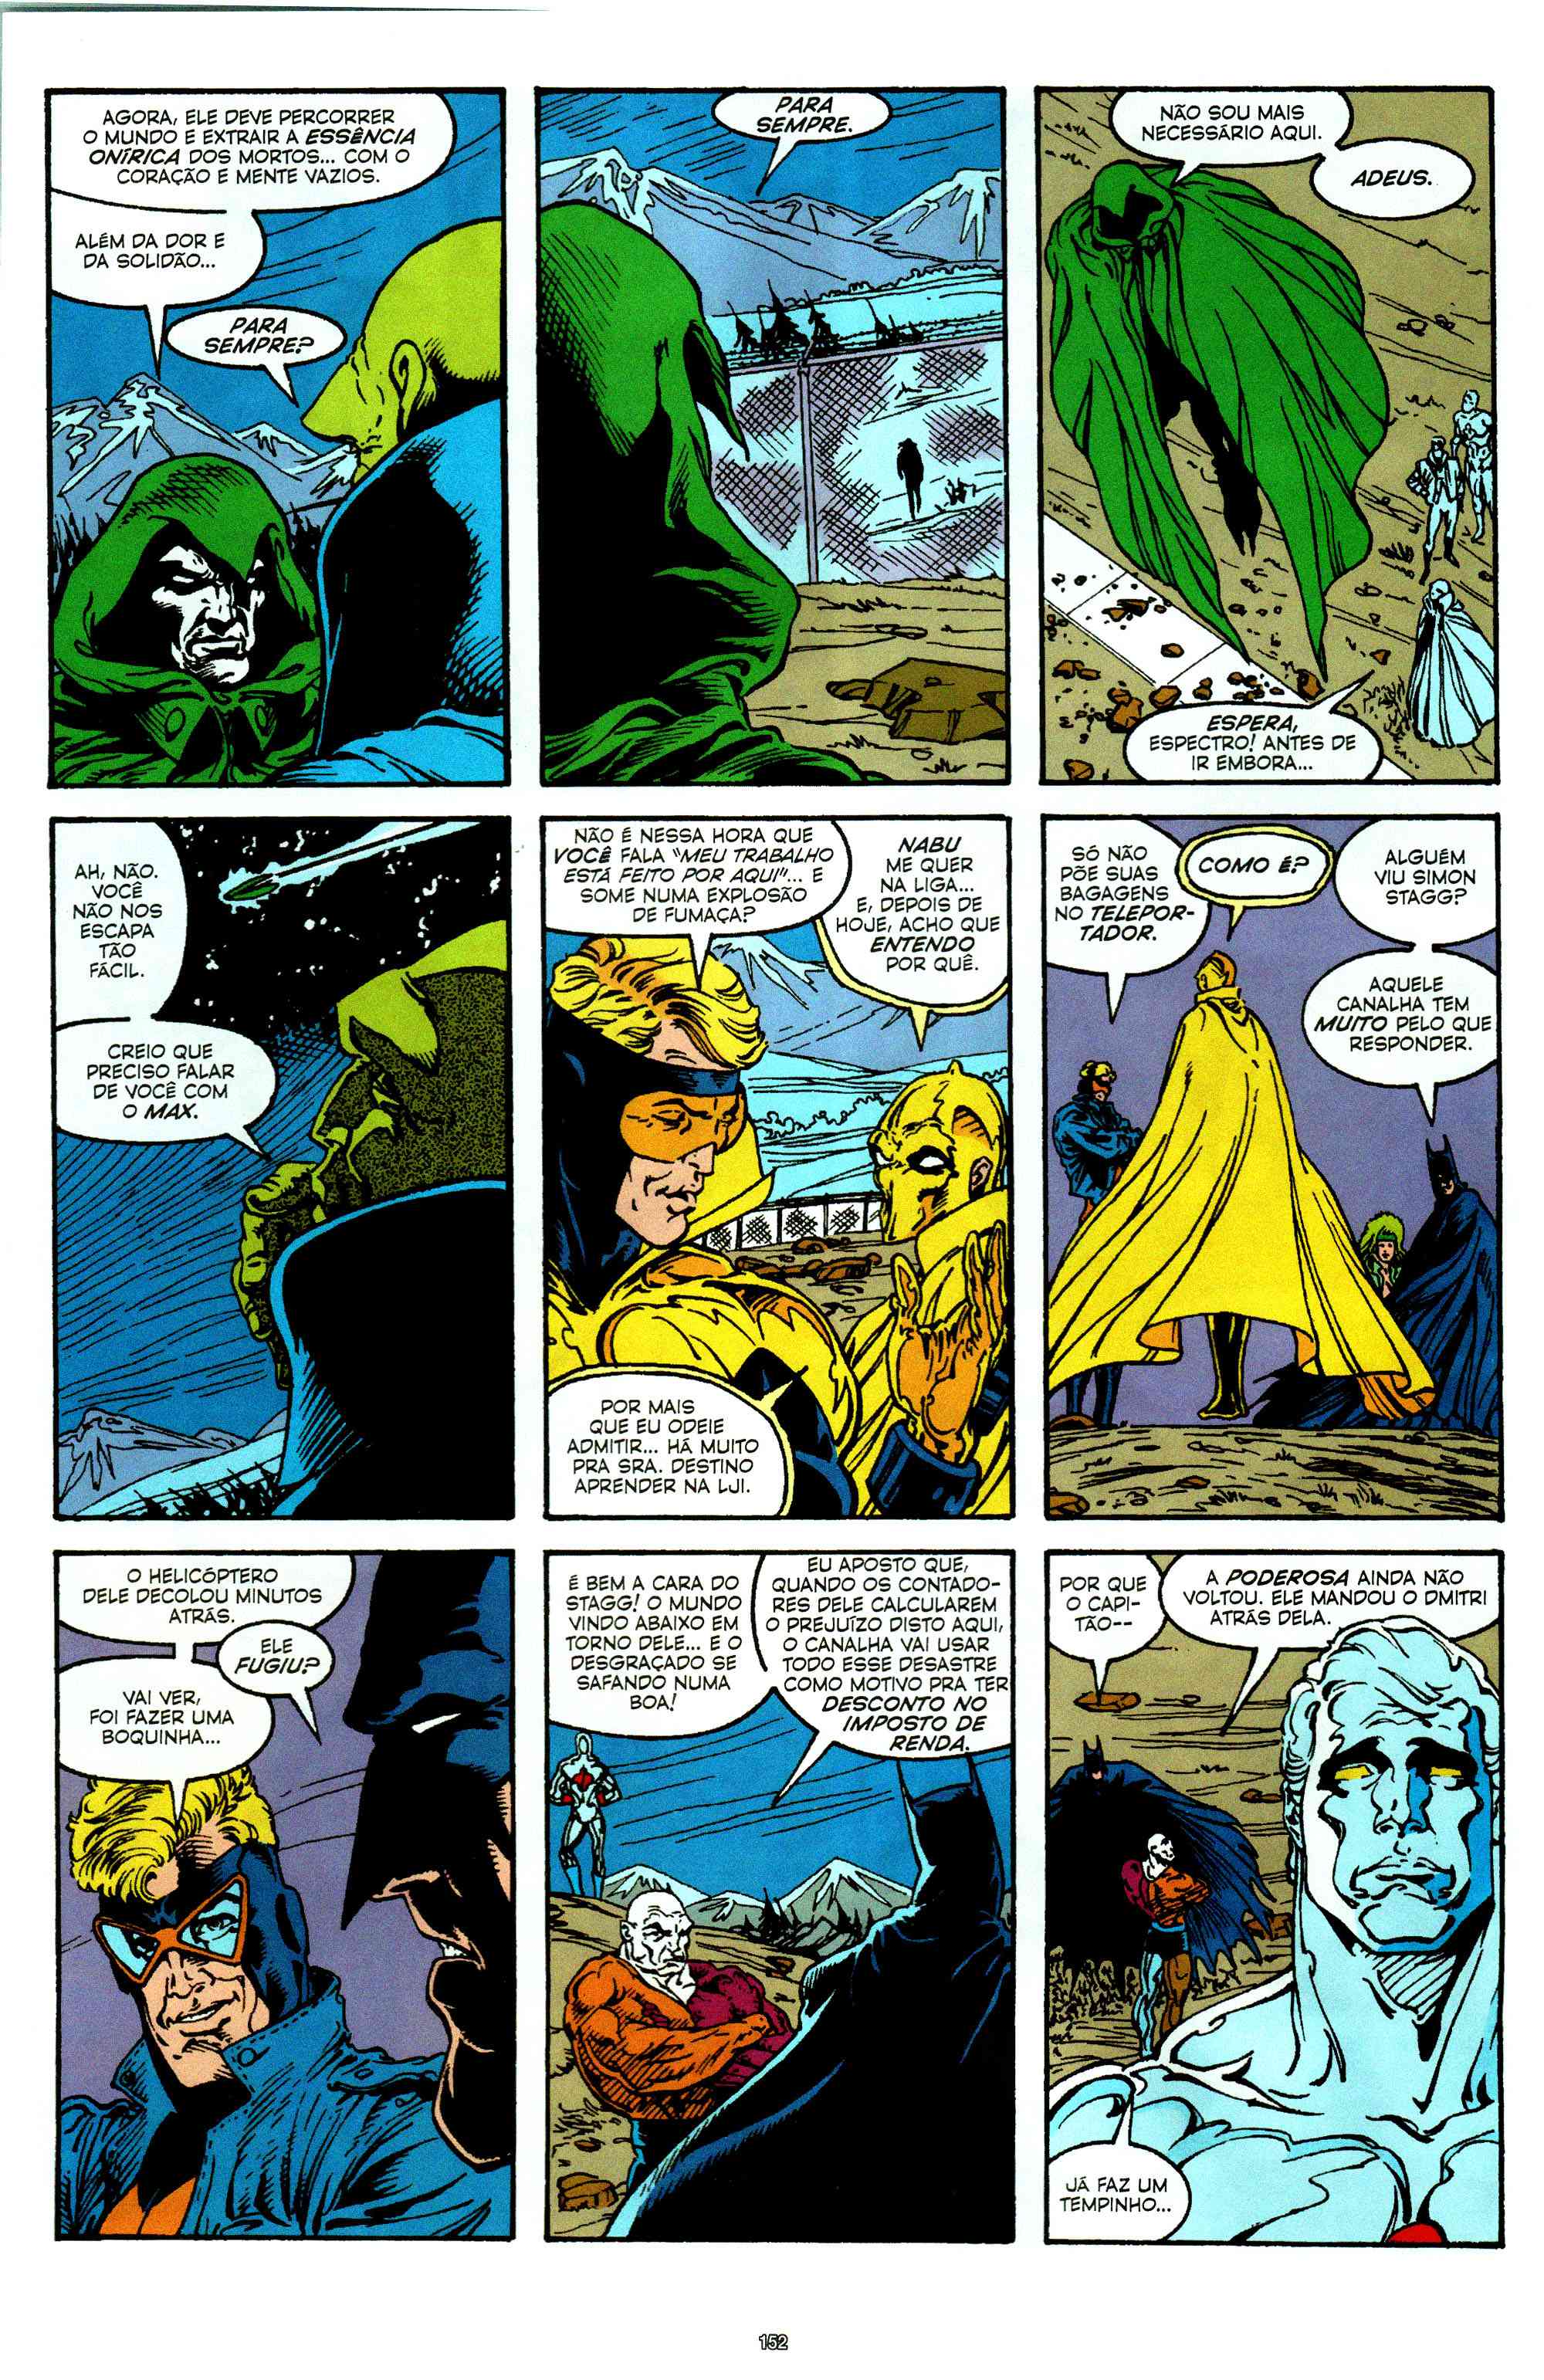 AGORA, ELE DEVE PERCORRER
O MUNDO E EXTRAIR A ESSÊNCIA
ONÍRICA DOS MORTOS... COM O
CORAÇÃO E MENTE VAZIOS.
ALÉM DA DOR E
DA SOLIDÃO...
PARA
SEMPRE?
PARA
SEMPRE.
NÃO SOU MAIS
NECESSÁRIO AQUI.
ADEUS.
ESPERA,
ESPECTRO! ANTES DE
IR EMBORA...
AH, NÃO.
VOCÊ
NÃO NOS
ESCAPA
TÃO
FÁCIL.
CREIO QUE
PRECISO FALAR
DE VOCÊ COM
O MAX.
NÃO É NESSA HORA QUE
VOCÊ FALA "MEU TRABALHO
ESTÁ FEITO POR AQUI"... E
SOME NUMA EXPLOSÃO
DE FUMAÇA?
NABU
ME QUER
NA LIGA...
E, DEPOIS DE
HOJE, ACHO QUE
ENTENDO
POR QUÊ.
POR MAIS
QUE EU ODEIE
ADMITIR... HÁ MUITO
PRA SRA. DESTINO
APRENDER NA LJI.
SÓ NÃO
PÕE SUAS
BAGAGENS
NO TELEPOR-
TADOR.
COMO É?
ALGUÉM
VIU SIMON
STAGG?
AQUELE
CANALHA TEM
MUITO PELO QUE
RESPONDER.
O HELICÓPTERO
DELE DECOLOU MINUTOS
ATRÁS.
ELE
FUGIU?
VAI VER,
FOI FAZER UMA
BOQUINHA...
É BEM A CARA DO
STAGG! O MUNDO
VINDO ABAIXO EM
TORNO DELE... E O
DESGRAÇADO SE
SAFANDO NUMA
BOA!
EU APOSTO QUE,
QUANDO OS CONTADO-
RES DELE CALCULAREM
O PREJUÍZO DISTO AQUI,
O CANALHA VAI USAR
TODO ESSE DESASTRE
COMO MOTIVO PRA TER
DESCONTO NO
IMPOSTO DE
RENDA.
POR QUE
O CAPI-
TÃO--
A PODEROSA AINDA NÃO
VOLTOU. ELE MANDOU O DMITRI
ATRÁS DELA.
JÁ FAZ UM
TEMPINHO...
152